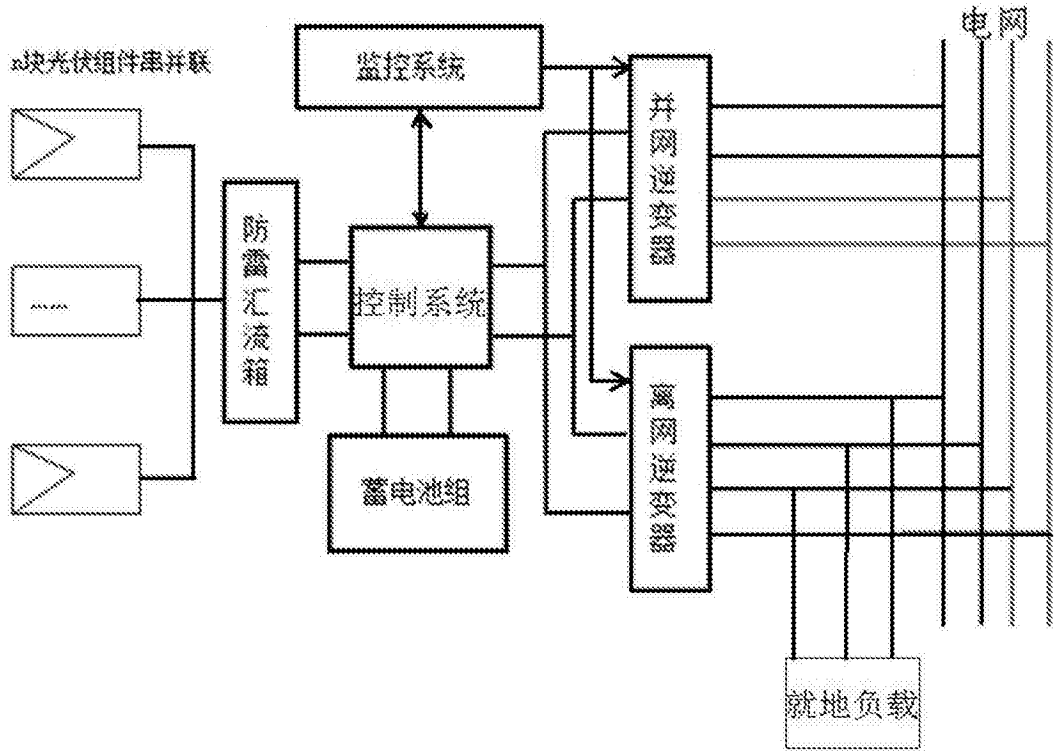 电网
n块光伏组件串并联
监控系统
并网逆变器
防雷汇流箱
控制系统
......
离网逆变器
蓄电池组
就地负载